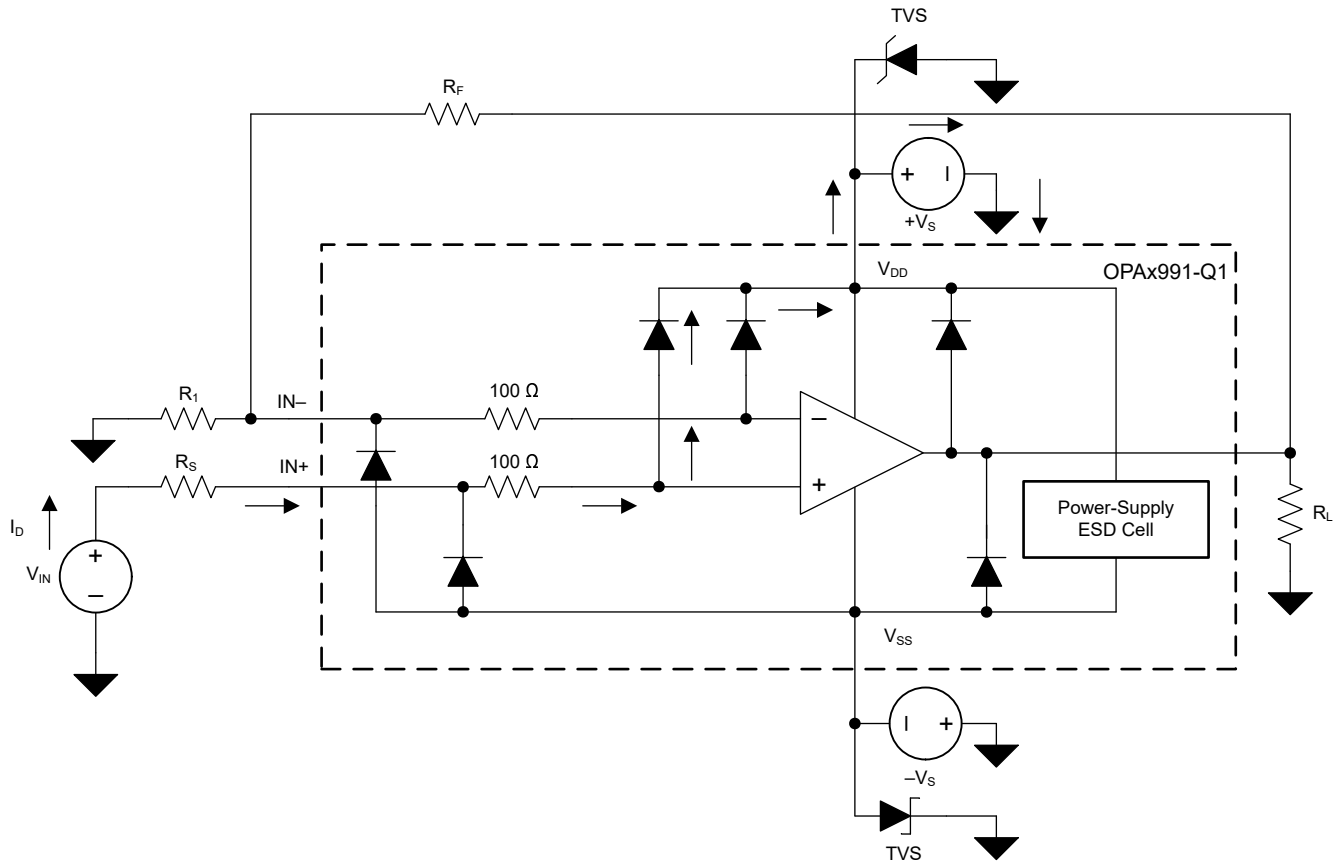 TVS
R_F
+ –
+V_S
V_DD
OPAx991-Q1
R_1
IN–
100 Ω
–
R_S
IN+
100 Ω
+
Power-Supply
ESD Cell
R_L
I_D
+
V_IN
–
V_SS
– +
–V_S
TVS